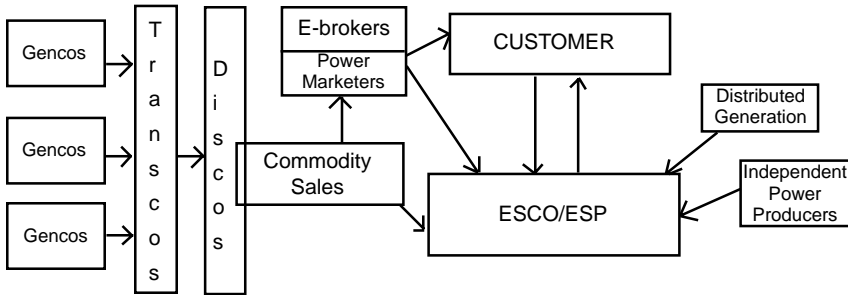 Gencos
Gencos
Gencos
Transcos
Discos
E-brokers
Power
Marketers
Commodity
Sales
CUSTOMER
ESCO/ESP
Distributed
Generation
Independent
Power
Producers